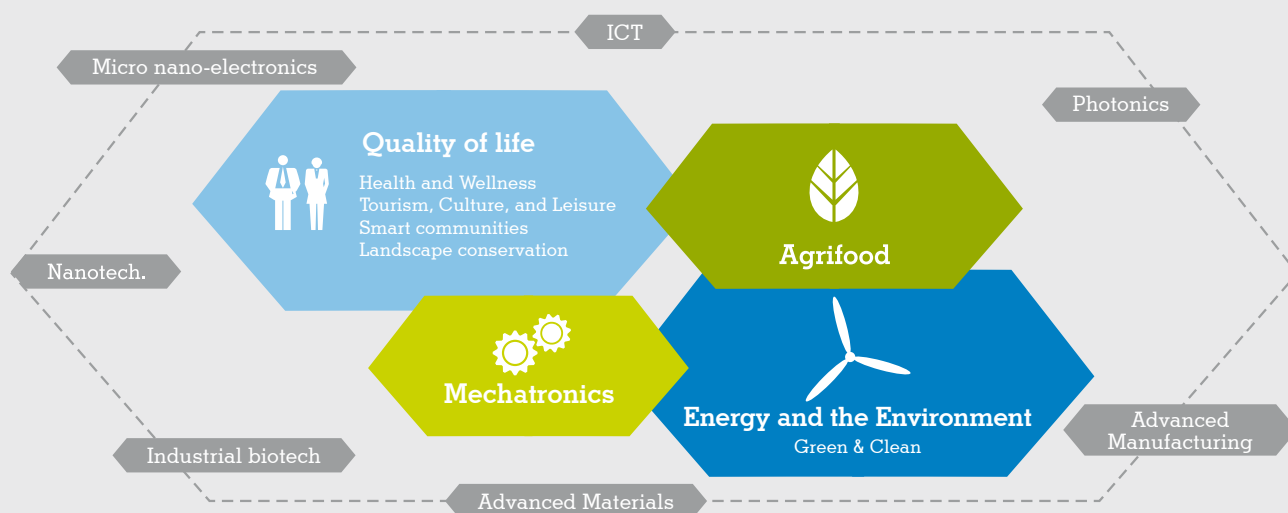 ICT
Micro nano-electronics
Photonics
Quality of life
Health and Wellness
Tourism, Culture, and Leisure
Smart communities
Landscape conservation
Agrifood
Nanotech.
Mechatronics
Energy and the Environment
Green & Clean
Advanced
Manufacturing
Industrial biotech
Advanced Materials